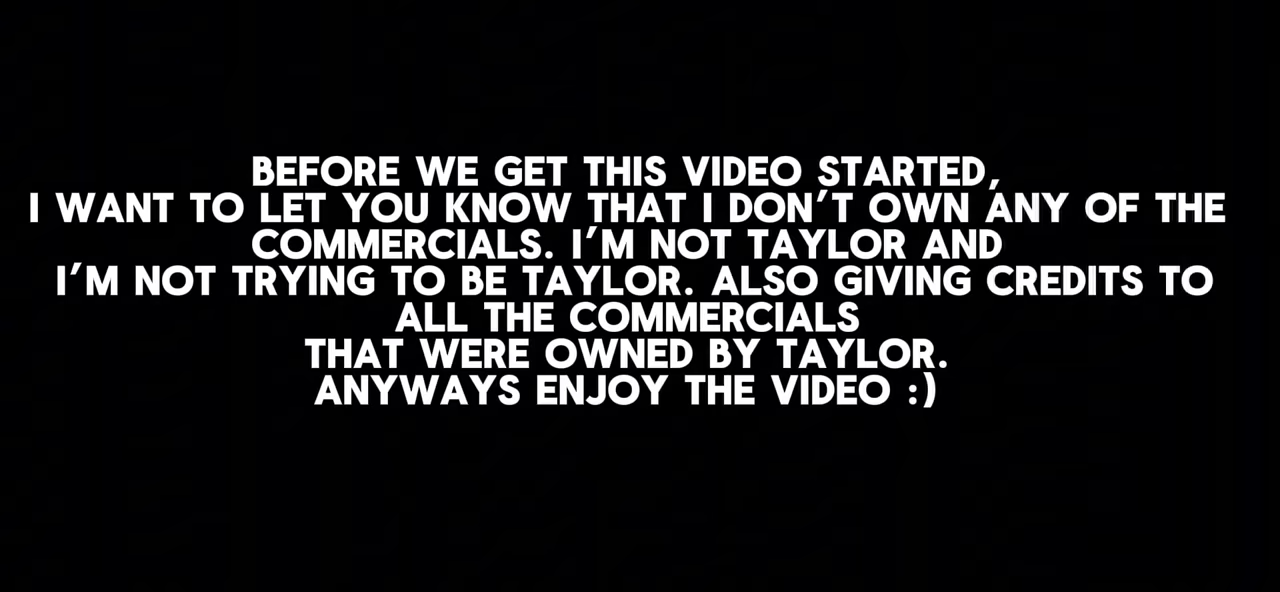 BEFORE WE GET THIS VIDEO STARTED,
I WANT TO LET YOU KNOW THAT I DON'T OWN ANY OF THE
COMMERCIALS. I'M NOT TAYLOR AND
I'M NOT TRYING TO BE TAYLOR. ALSO GIVING CREDITS TO
ALL THE COMMERCIALS
THAT WERE OWNED BY TAYLOR.
ANYWAYS ENJOY THE VIDEO :)